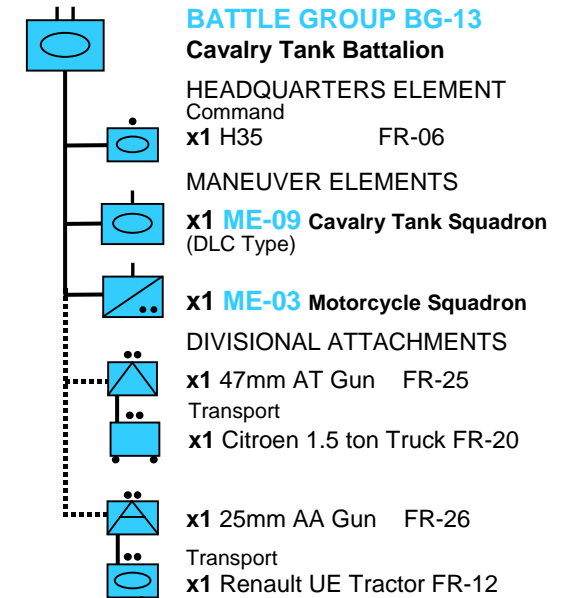 BATTLE GROUP BG-13
Cavalry Tank Battalion
HEADQUARTERS ELEMENT
Command
x1 H35 FR-06
MANEUVER ELEMENTS
x1 ME-09 Cavalry Tank Squadron
(DLC Type)
x1 ME-03 Motorcycle Squadron
DIVISIONAL ATTACHMENTS
x1 47mm AT Gun FR-25
Transport
x1 Citroen 1.5 ton Truck FR-20
x1 25mm AA Gun FR-26
Transport
x1 Renault UE Tractor FR-12